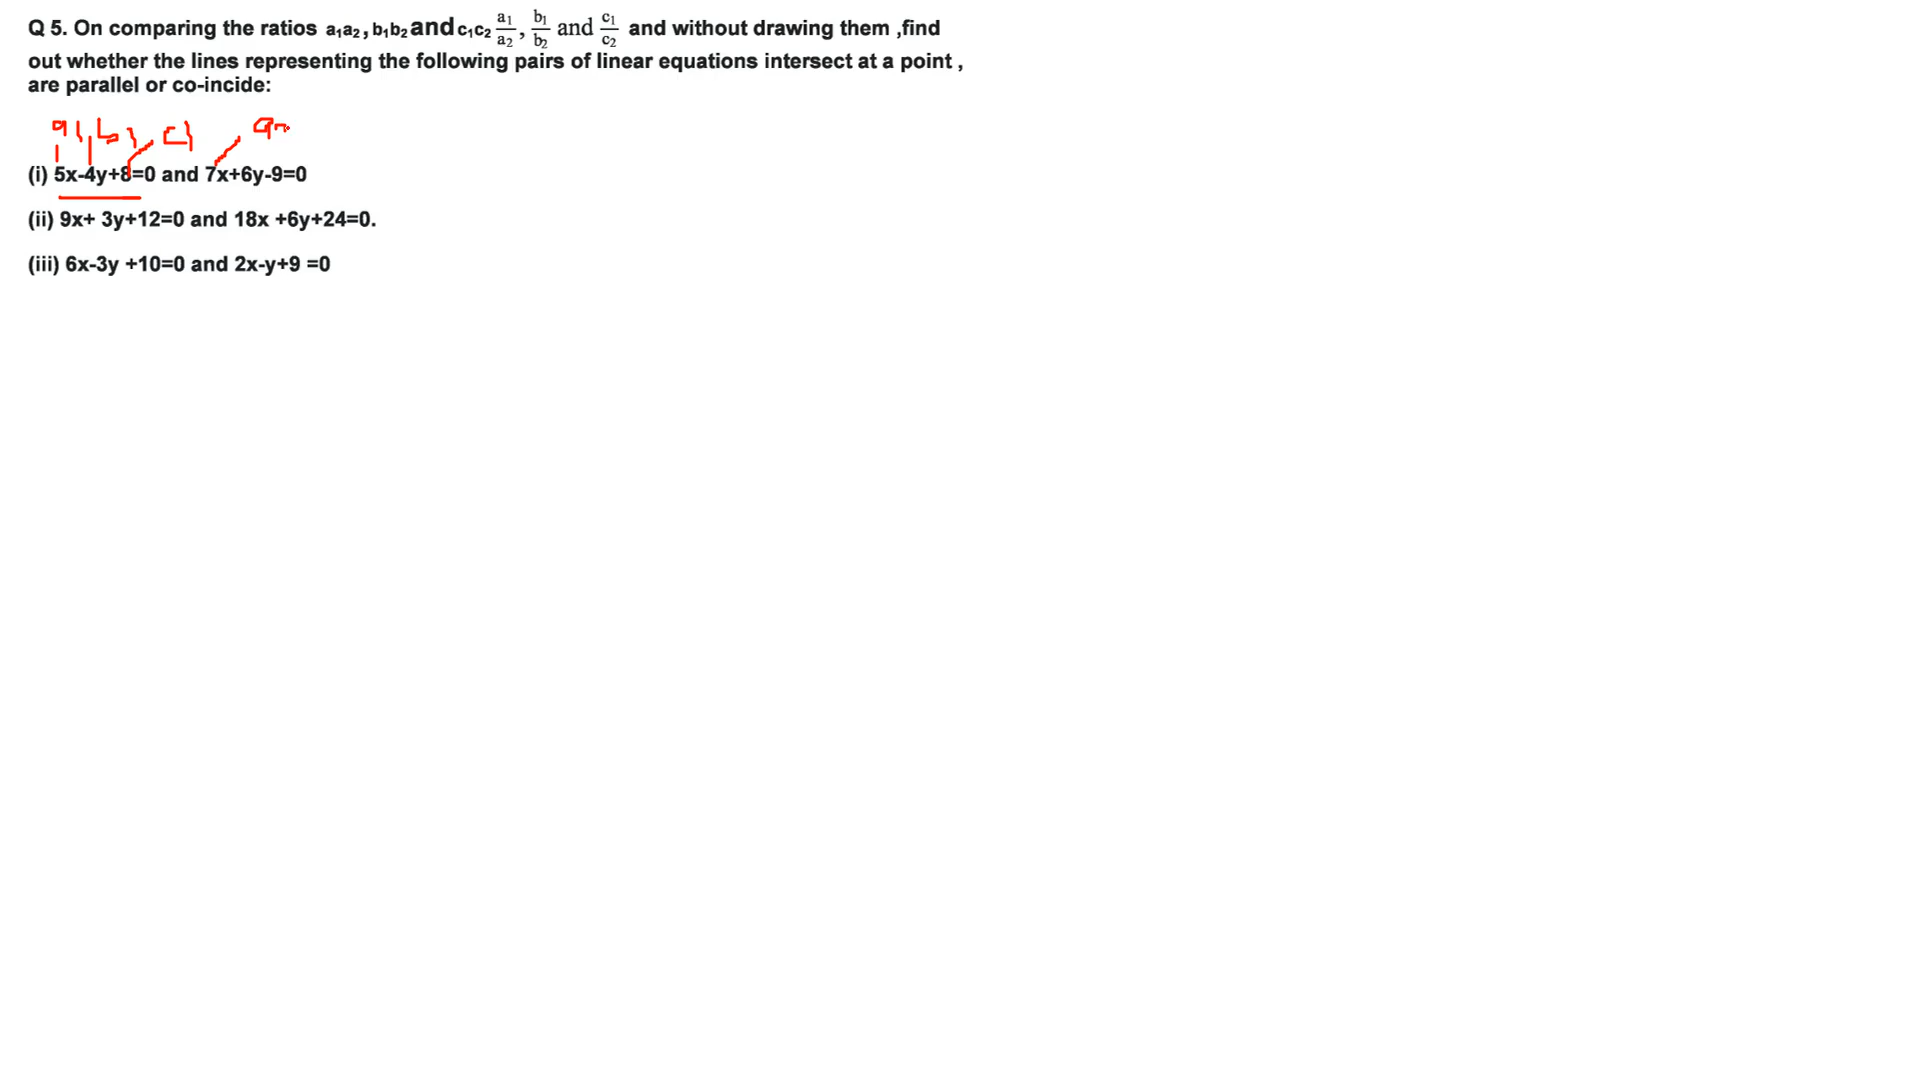 Q 5. On comparing the ratios a₁a₂, b₁b₂ and c₁c₂ a₁/a₂, b₁/b₂ and c₁/c₂ and without drawing them ,find
out whether the lines representing the following pairs of linear equations intersect at a point ,
are parallel or co-incide:
a1, b1, c1
(i) 5x-4y+8=0 and 7x+6y-9=0
(ii) 9x+ 3y+12=0 and 18x +6y+24=0.
(iii) 6x-3y +10=0 and 2x-y+9 =0